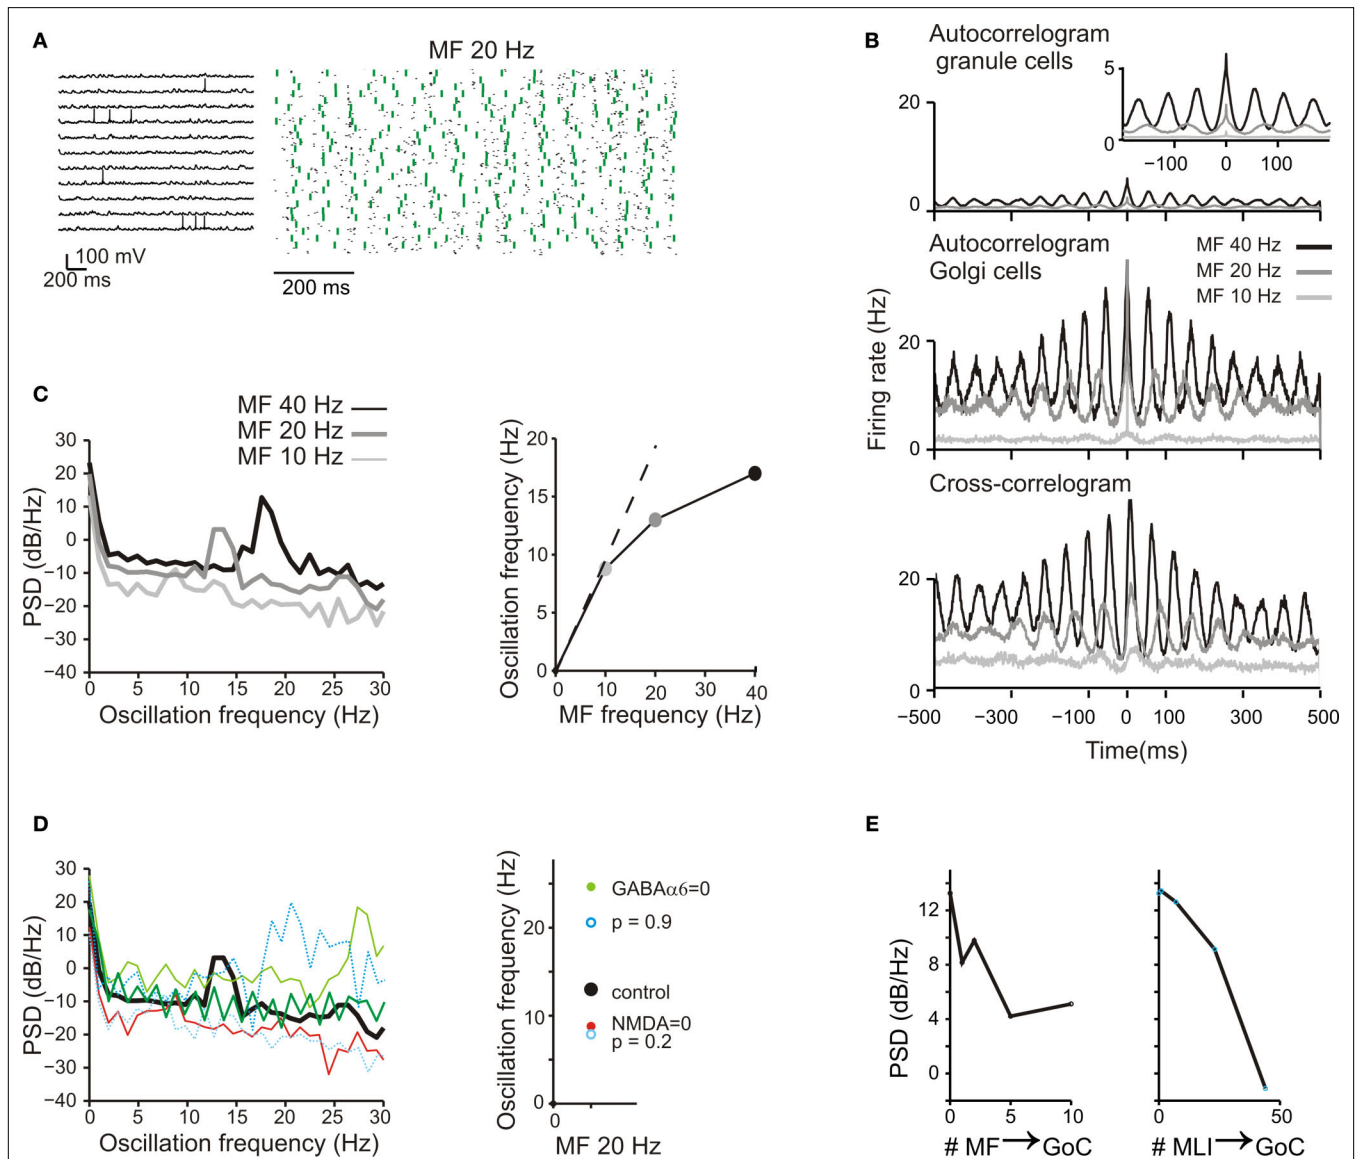 A
MF 20 Hz
100 mV
200 ms
200 ms
B
Autocorrelogram
granule cells
5
0
−100 0 100
20
0
Autocorrelogram
Golgi cells
MF 40 Hz
MF 20 Hz
MF 10 Hz
20
0
Firing rate (Hz)
Cross-correlogram
20
0
−500 −300 −100 0 100 300 500
Time(ms)
C
MF 40 Hz
MF 20 Hz
MF 10 Hz
PSD (dB/Hz)
30
20
10
0
−10
−20
−30
−40
0 5 10 15 20 25 30
Oscillation frequency (Hz)
Oscillation frequency (Hz)
20
15
10
5
0
0 10 20 30 40
MF frequency (Hz)
D
PSD (dB/Hz)
30
20
10
0
−10
−20
−30
−40
0 5 10 15 20 25 30
Oscillation frequency (Hz)
Oscillation frequency (Hz)
20
10
0
GABAα6=0
p = 0.9
control
NMDA=0
p = 0.2
0
MF 20 Hz
E
PSD (dB/Hz)
12
8
4
0
0 5 10
# MF → GoC
0 50
# MLI → GoC